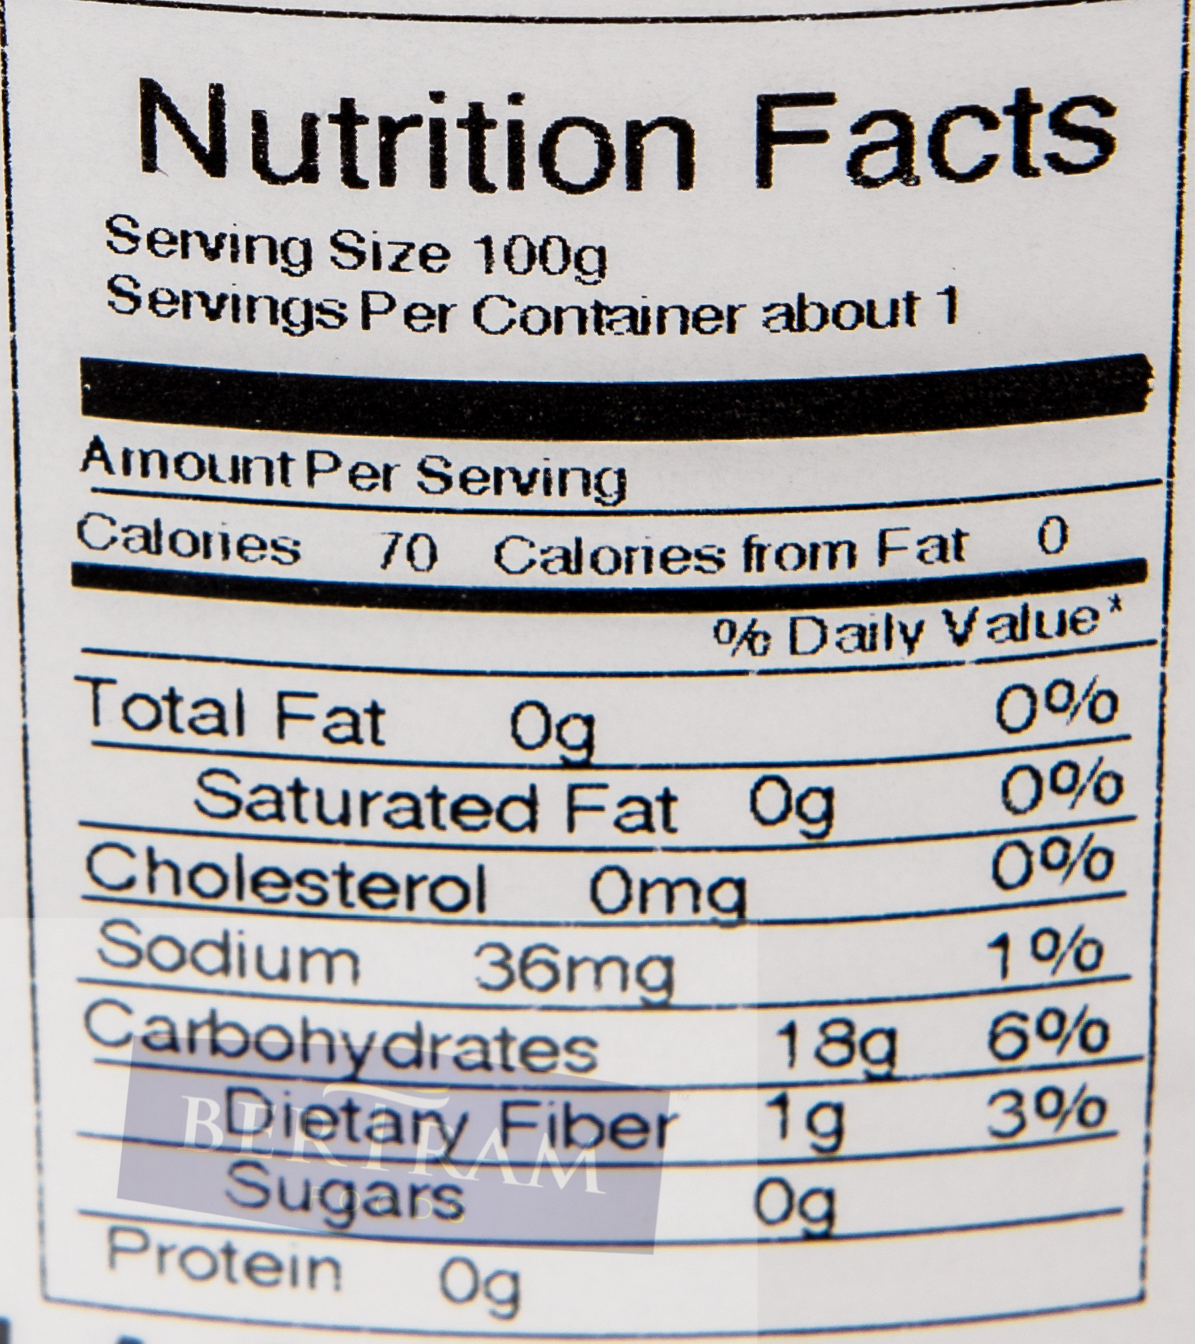 Nutrition Facts
Serving Size 100g
Servings Per Container about 1
Amount Per Serving
Calories 70 Calories from Fat 0
% Daily Value*
Total Fat 0g 0%
Saturated Fat 0g 0%
Cholesterol 0mg 0%
Sodium 36mg 1%
Carbohydrates 18g 6%
Dietary Fiber 1g 3%
BERTRAM
FOODS
Sugars 0g
Protein 0g